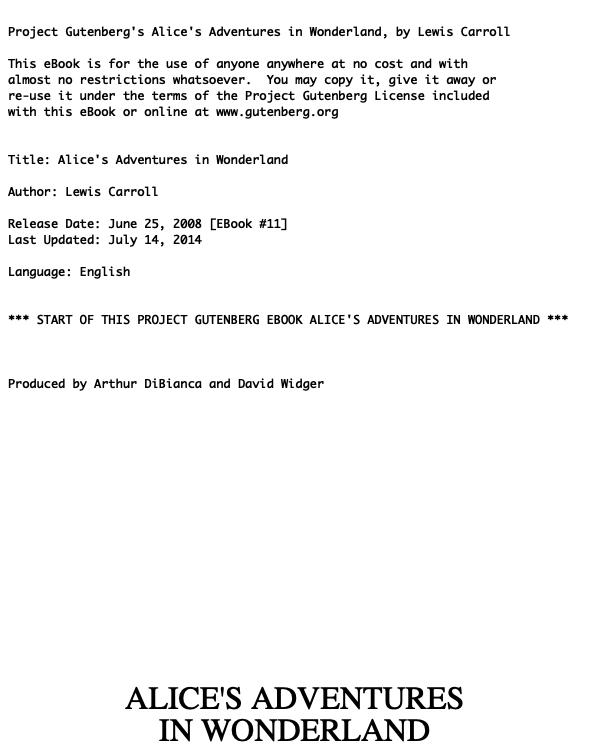 Project Gutenberg's Alice's Adventures in Wonderland, by Lewis Carroll
This eBook is for the use of anyone anywhere at no cost and with
almost no restrictions whatsoever.  You may copy it, give it away or
re-use it under the terms of the Project Gutenberg License included
with this eBook or online at www.gutenberg.org
Title: Alice's Adventures in Wonderland
Author: Lewis Carroll
Release Date: June 25, 2008 [EBook #11]
Last Updated: July 14, 2014
Language: English
*** START OF THIS PROJECT GUTENBERG EBOOK ALICE'S ADVENTURES IN WONDERLAND ***
Produced by Arthur DiBianca and David Widger
ALICE'S ADVENTURES
IN WONDERLAND